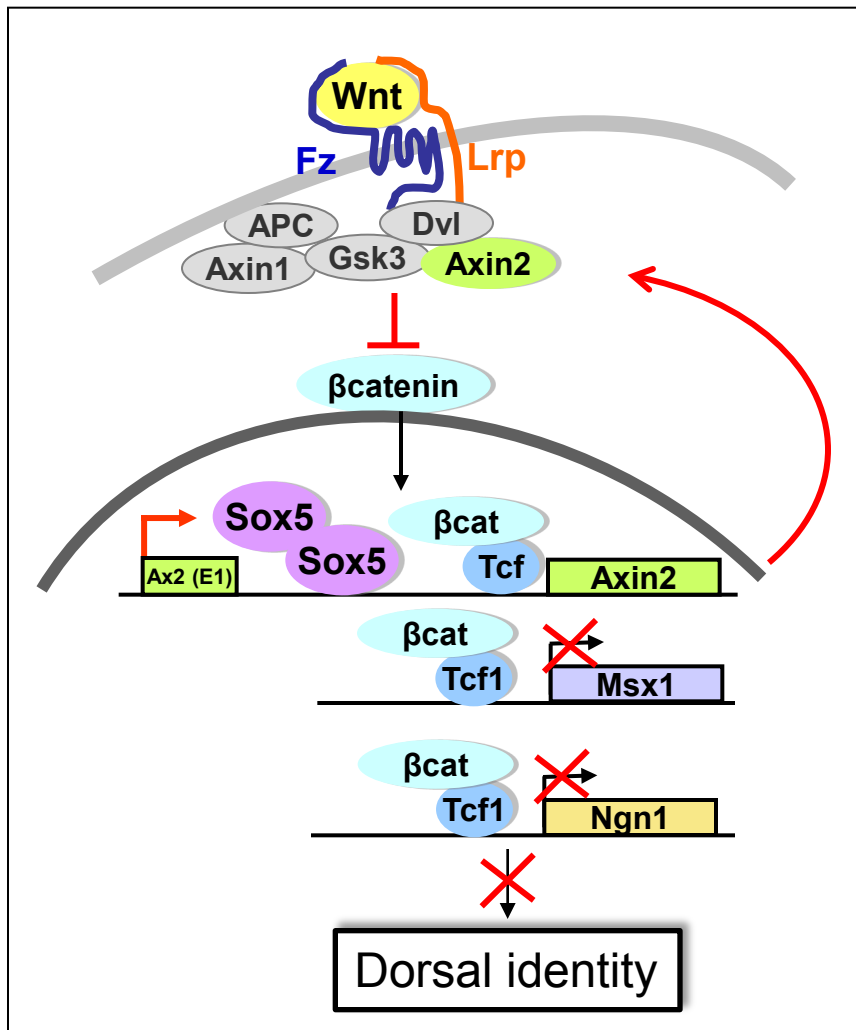 Wnt
Fz
Lrp
APC
Dvl
Axin1
Gsk3
Axin2
βcatenin
Sox5
βcat
Sox5
Tcf
Ax2 (E1)
Axin2
βcat
Tcf1
Msx1
βcat
Tcf1
Ngn1
Dorsal identity